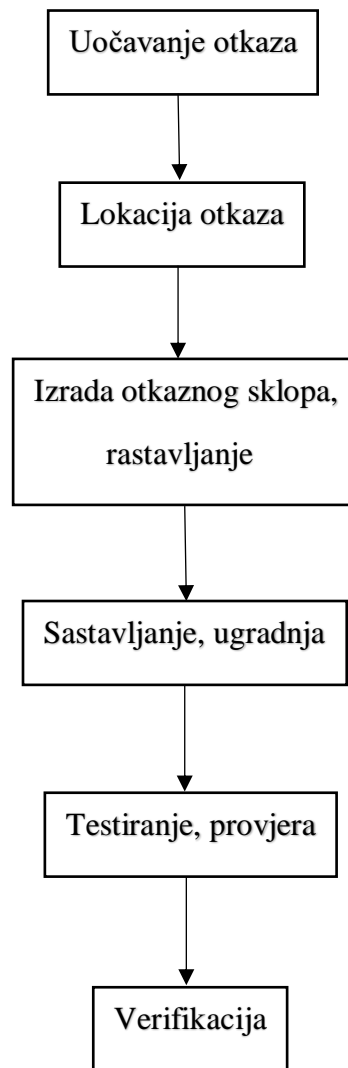 Uočavanje otkaza
Lokacija otkaza
Izrada otkaznog sklopa,
rastavljanje
Sastavljanje, ugradnja
Testiranje, provjera
Verifikacija